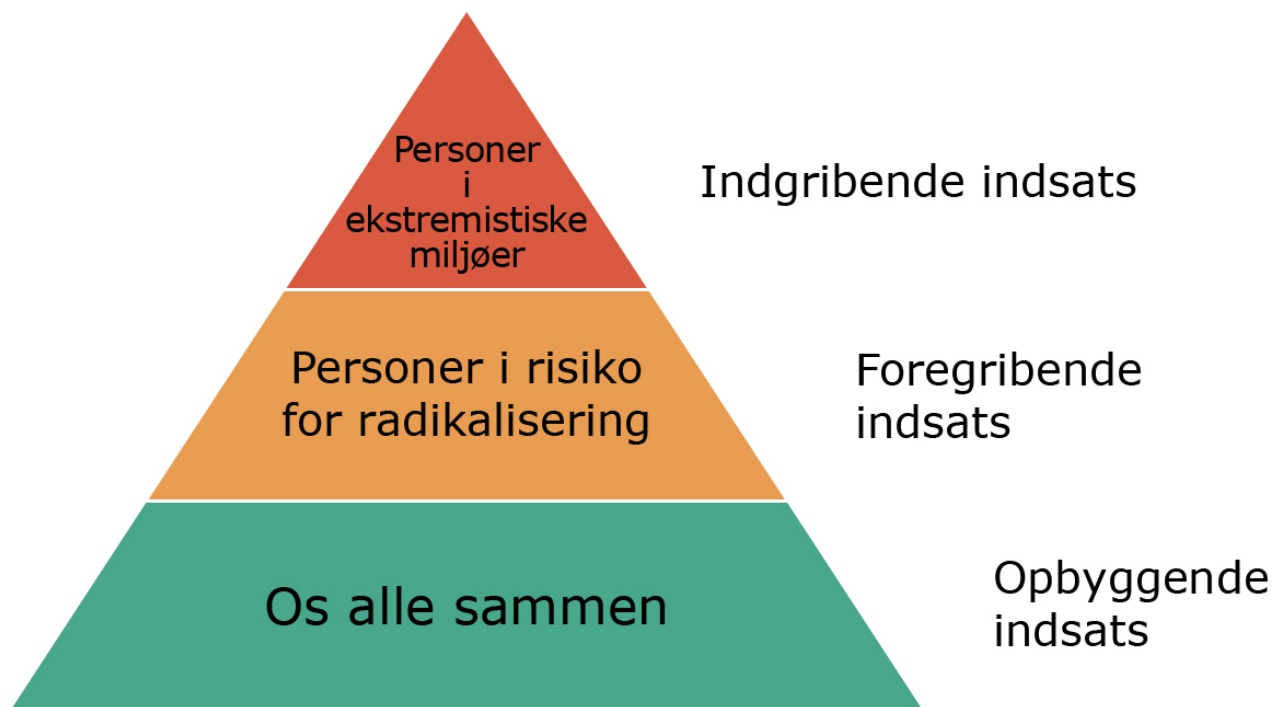 Personer
i
ekstremistiske
miljøer
Indgribende indsats
Personer i risiko
for radikalisering
Foregribende
indsats
Os alle sammen
Opbyggende
indsats